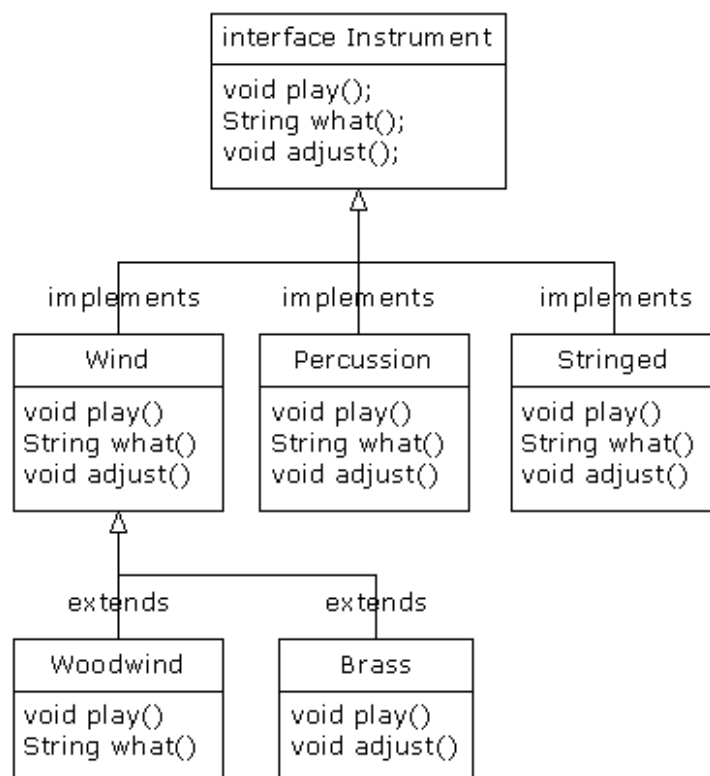 interface Instrument
void play();
String what();
void adjust();
implements
implements
implements
Wind
void play()
String what()
void adjust()
Percussion
void play()
String what()
void adjust()
Stringed
void play()
String what()
void adjust()
extends
extends
Woodwind
void play()
String what()
Brass
void play()
void adjust()